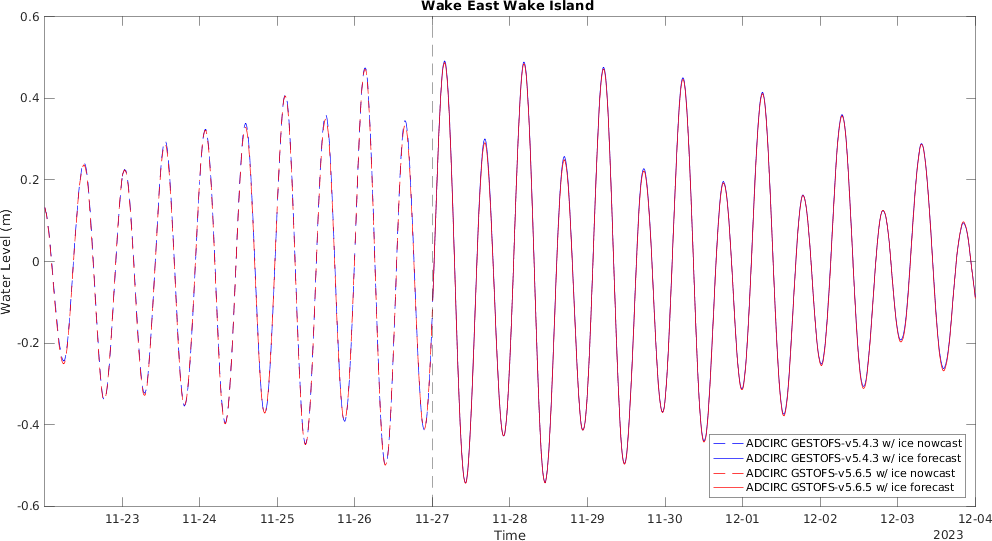 Wake East Wake Island
0.6
0.4
0.2
0
-0.2
-0.4
-0.6
Water Level (m)
ADCIRC GESTOFS-v5.4.3 w/ ice nowcast
ADCIRC GESTOFS-v5.4.3 w/ ice forecast
ADCIRC GSTOFS-v5.6.5 w/ ice nowcast
ADCIRC GSTOFS-v5.6.5 w/ ice forecast
11-23 11-24 11-25 11-26 11-27 11-28 11-29 11-30 12-01 12-02 12-03 12-04
Time
2023